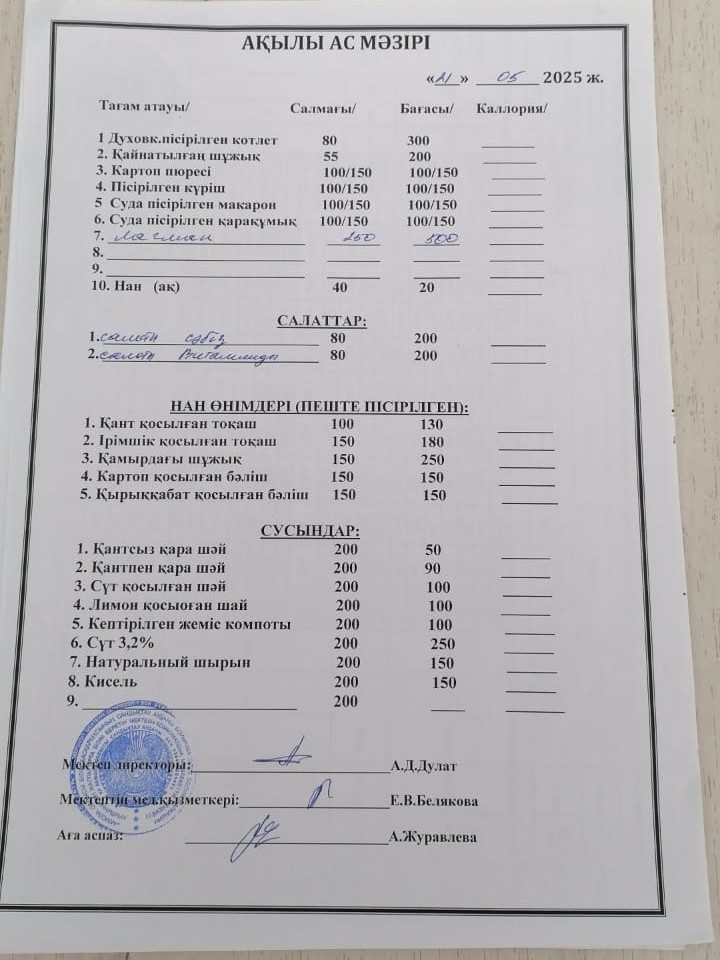 АҚЫЛЫ АС МӘЗІРІ
«21» 05 2025 ж.
Тағам атауы/ Салмағы/ Бағасы/ Каллория/
1 Духовк.пісірілген котлет 80 300
2. Қайнатылғаң шұжық 55 200
3. Картоп пюресі 100/150 100/150
4. Пісірілген күріш 100/150 100/150
5 Суда пісірілген макарон 100/150 100/150
6. Суда пісірілген қарақұмық 100/150 100/150
7. лагман 250 500
8.
9.
10. Нан (ақ) 40 20
САЛАТТАР:
1.салат сәбіз 80 200
2.салат Витаминди 80 200
НАН ӨНІМДЕРІ (ПЕШТЕ ПІСІРІЛГЕН):
1. Қант қосылған тоқаш 100 130
2. Ірімшік қосылған тоқаш 150 180
3. Қамырдағы шұжық 150 250
4. Картоп қосылған бәліш 150 150
5. Қырыққабат қосылған бәліш 150 150
СУСЫНДАР:
1. Қантсыз қара шәй 200 50
2. Қантпен қара шәй 200 90
3. Сүт қосылған шәй 200 100
4. Лимон қосыоған шай 200 100
5. Кептірілген жеміс компоты 200 100
6. Сүт 3,2% 200 250
7. Натуральный шырын 200 150
8. Кисель 200 150
9. 200
Мектеп директоры: А.Д.Дулат
Мектептің медқызметкері: Е.В.Белякова
Аға аспаз: А.Журавлева